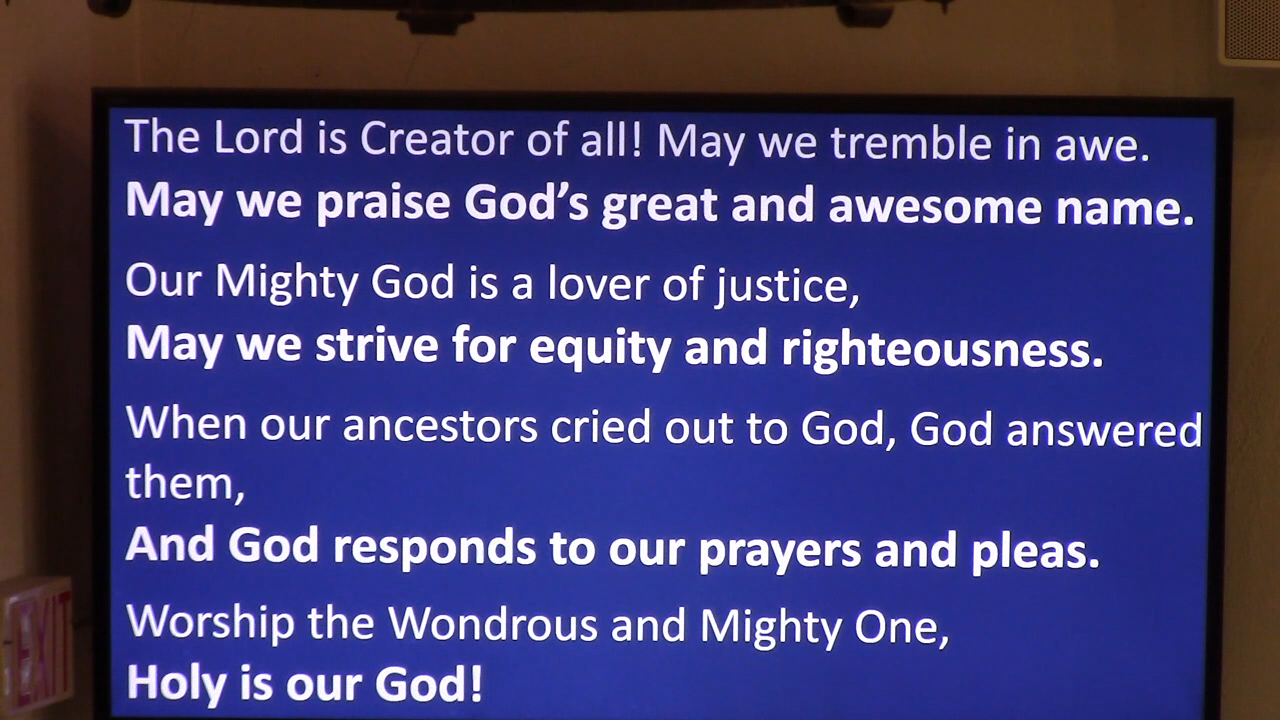 The Lord is Creator of all! May we tremble in awe.
May we praise God’s great and awesome name.
Our Mighty God is a lover of justice,
May we strive for equity and righteousness.
When our ancestors cried out to God, God answered
them,
And God responds to our prayers and pleas.
Worship the Wondrous and Mighty One,
Holy is our God!
EXIT